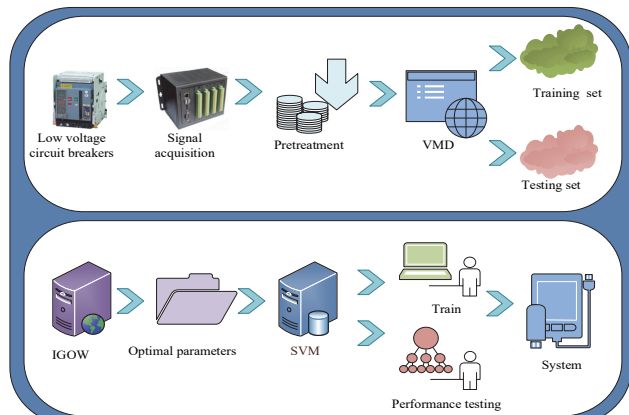 Low voltage
circuit breakers
Signal
acquisition
Pretreatment
VMD
Training set
Testing set
IGOW
Optimal parameters
SVM
Train
Performance testing
System